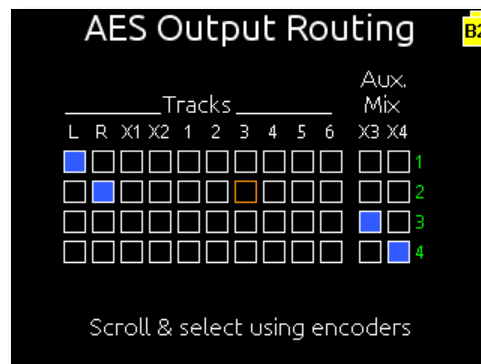 AES Output Routing
B2
Aux.
Tracks Mix
L R X1 X2 1 2 3 4 5 6 X3 X4
1
2
3
4
Scroll & select using encoders